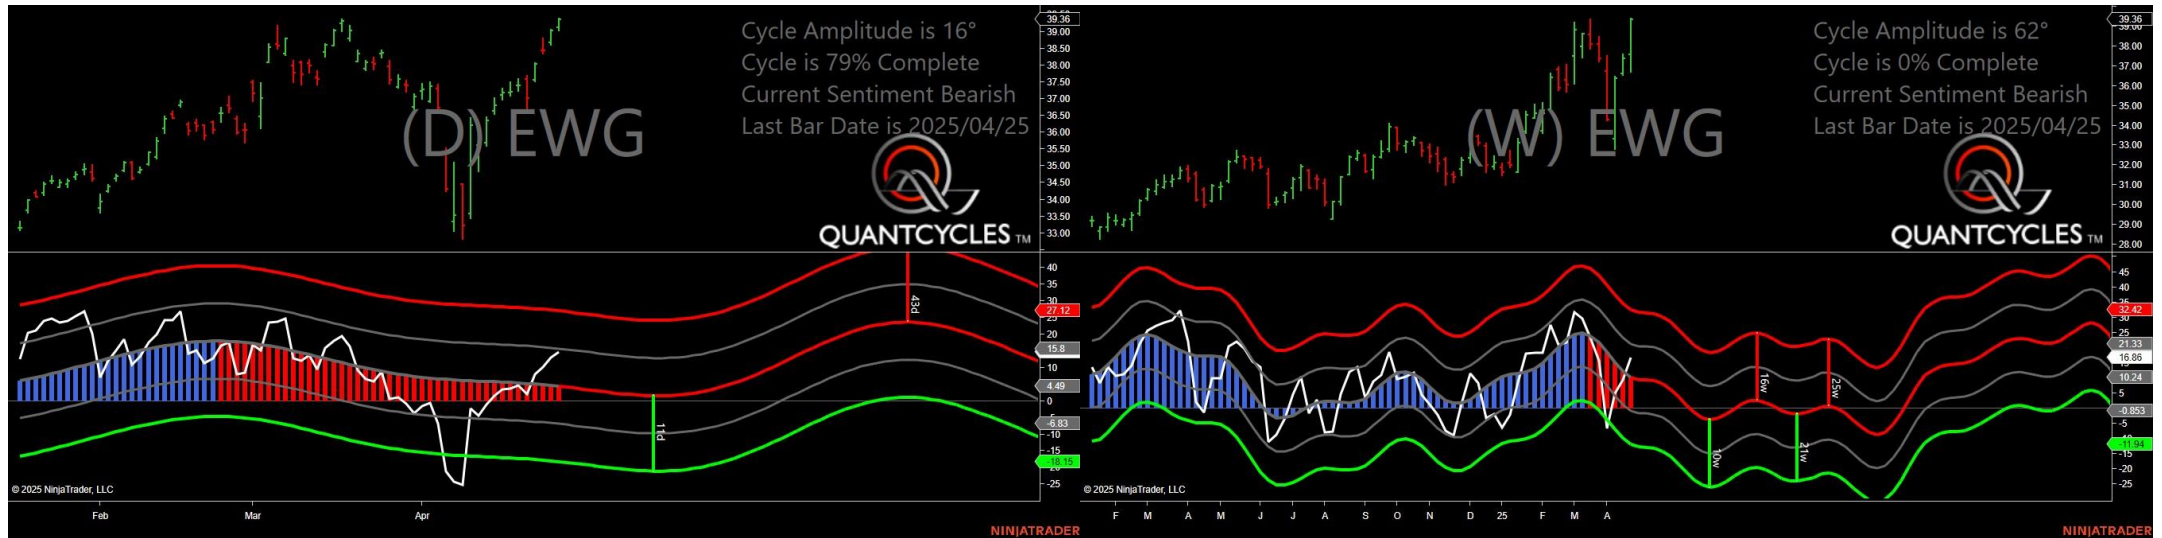 Cycle Amplitude is 16°
Cycle is 79% Complete
Current Sentiment Bearish
Last Bar Date is 2025/04/25
(D) EWG
QUANTCYCLES TM
39.36
39.00
38.50
38.00
37.50
37.00
36.50
36.00
35.50
35.00
34.50
34.00
33.50
33.00
40
35
30
27.12
25
20
15.8
10
4.49
0
-6.83
-10
-15
-18.15
-25
43d
11d
© 2025 NinjaTrader, LLC
Feb Mar Apr
NINJATRADER
Cycle Amplitude is 62°
Cycle is 0% Complete
Current Sentiment Bearish
Last Bar Date is 2025/04/25
(W) EWG
QUANTCYCLES TM
39.36
39.00
38.00
37.00
36.00
35.00
34.00
33.00
32.00
31.00
30.00
29.00
28.00
45
40
35
32.42
30
25
21.33
16.86
10.24
5
-0.853
-5
-11.94
-15
-20
-25
16w
25w
10w
21w
© 2025 NinjaTrader, LLC
F M A M J J A S O N D 25 F M A
NINJATRADER